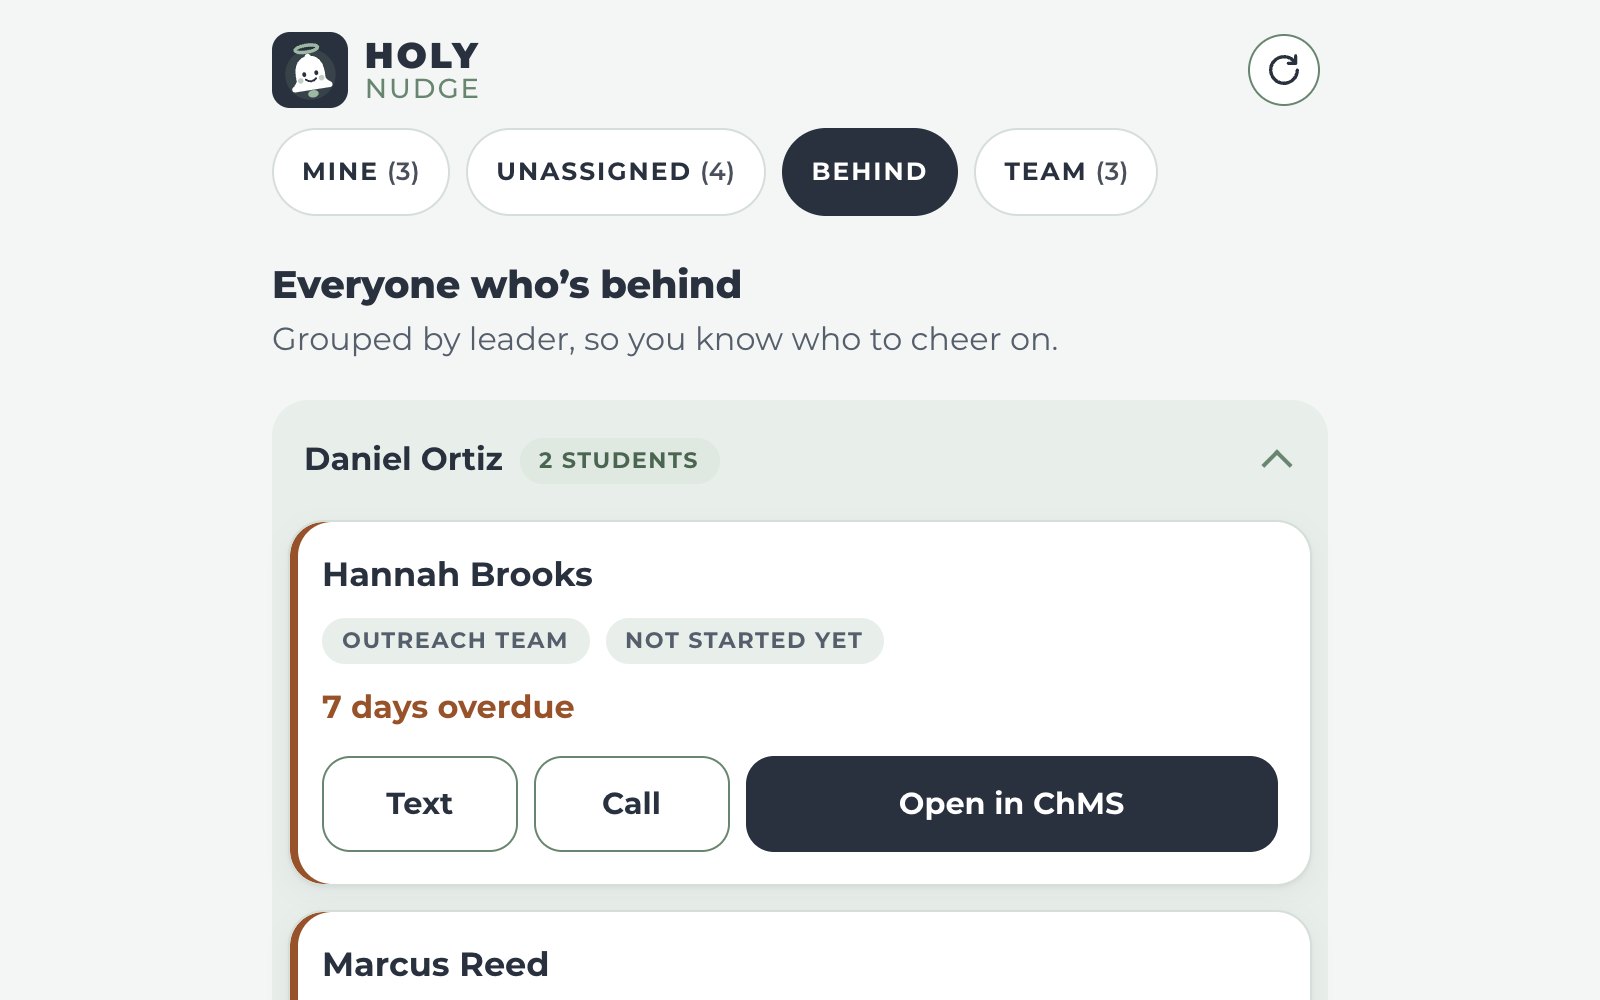 HOLY
NUDGE
MINE (3)
UNASSIGNED (4)
BEHIND
TEAM (3)
Everyone who’s behind
Grouped by leader, so you know who to cheer on.
Daniel Ortiz
2 STUDENTS
Hannah Brooks
OUTREACH TEAM
NOT STARTED YET
7 days overdue
Text
Call
Open in ChMS
Marcus Reed